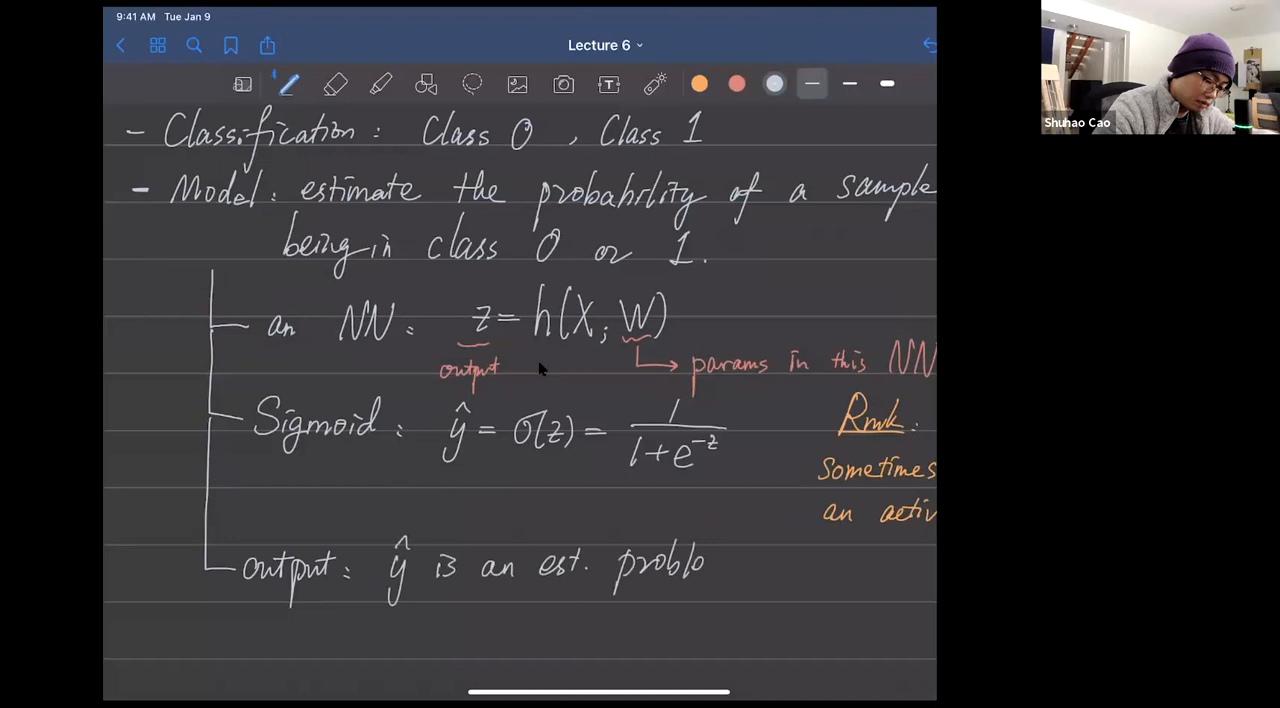 9:41 AM Tue Jan 9
Lecture 6
Shuhao Cao
- Classification: Class 0, Class 1
- Model: estimate the probability of a sample
being in class 0 or 1.
an NN: z = h(X; W)
output
params in this NN
Sigmoid: ŷ = σ(z) = 1 / (1 + e^{-z})
Rmk:
Sometimes
an activ
output: ŷ is an est. problo